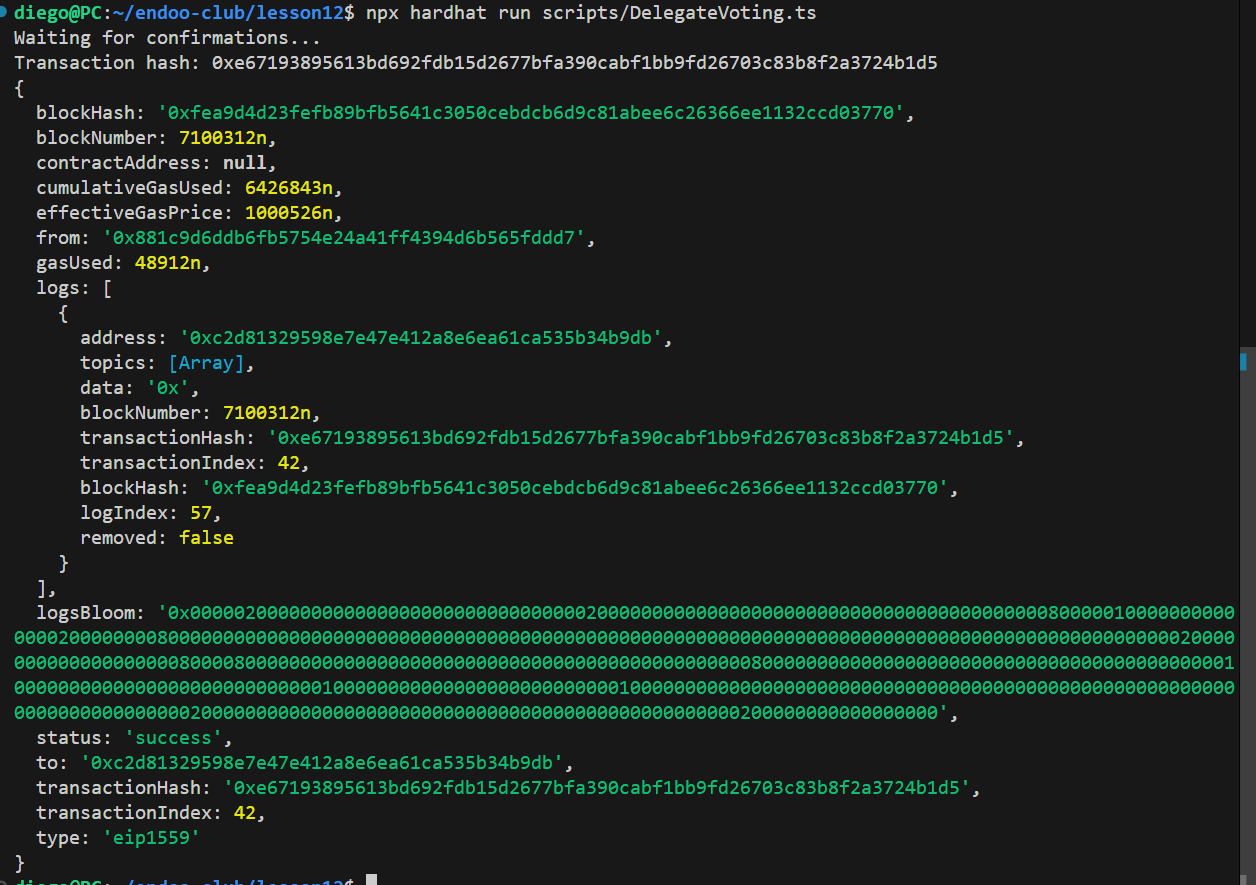 diego@PC:~/endoo-club/lesson12$ npx hardhat run scripts/DelegateVoting.ts
Waiting for confirmations...
Transaction hash: 0xe67193895613bd692fdb15d2677bfa390cabf1bb9fd26703c83b8f2a3724b1d5
{
  blockHash: '0xfea9d4d23fefb89bfb5641c3050cebdcb6d9c81abee6c26366ee1132ccd03770',
  blockNumber: 7100312n,
  contractAddress: null,
  cumulativeGasUsed: 6426843n,
  effectiveGasPrice: 1000526n,
  from: '0x881c9d6ddb6fb5754e24a41ff4394d6b565fddd7',
  gasUsed: 48912n,
  logs: [
    {
      address: '0xc2d81329598e7e47e412a8e6ea61ca535b34b9db',
      topics: [Array],
      data: '0x',
      blockNumber: 7100312n,
      transactionHash: '0xe67193895613bd692fdb15d2677bfa390cabf1bb9fd26703c83b8f2a3724b1d5',
      transactionIndex: 42,
      blockHash: '0xfea9d4d23fefb89bfb5641c3050cebdcb6d9c81abee6c26366ee1132ccd03770',
      logIndex: 57,
      removed: false
    }
  ],
  logsBloom:
  status: 'success',
  to: '0xc2d81329598e7e47e412a8e6ea61ca535b34b9db',
  transactionHash: '0xe67193895613bd692fdb15d2677bfa390cabf1bb9fd26703c83b8f2a3724b1d5',
  transactionIndex: 42,
  type: 'eip1559'
}
diego@PC:~/endoo-club/lesson12$